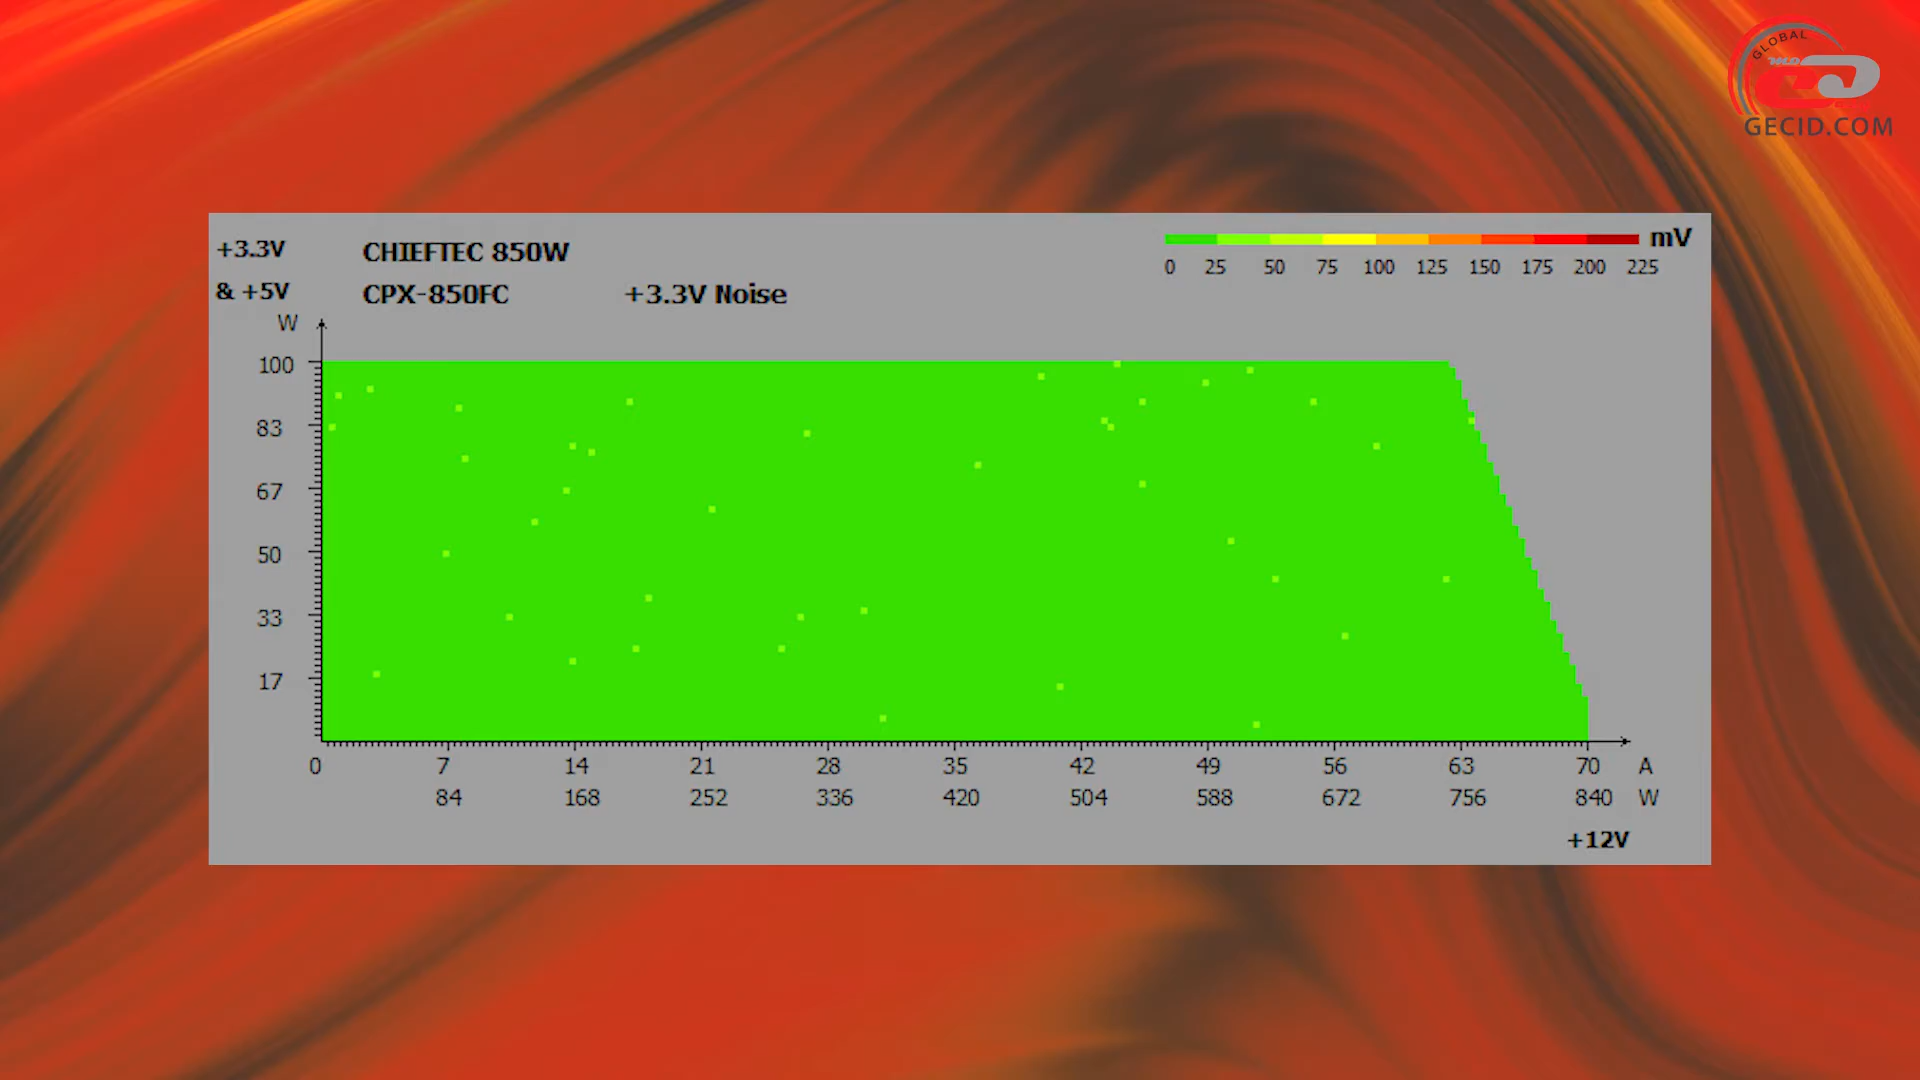 GLOBAL
GECID.COM
+3.3V
& +5V
W
CHIEFTEC 850W
CPX-850FC
+3.3V Noise
mV
0 25 50 75 100 125 150 175 200 225
100
83
67
50
33
17
0 7 14 21 28 35 42 49 56 63 70 A
84 168 252 336 420 504 588 672 756 840 W
+12V